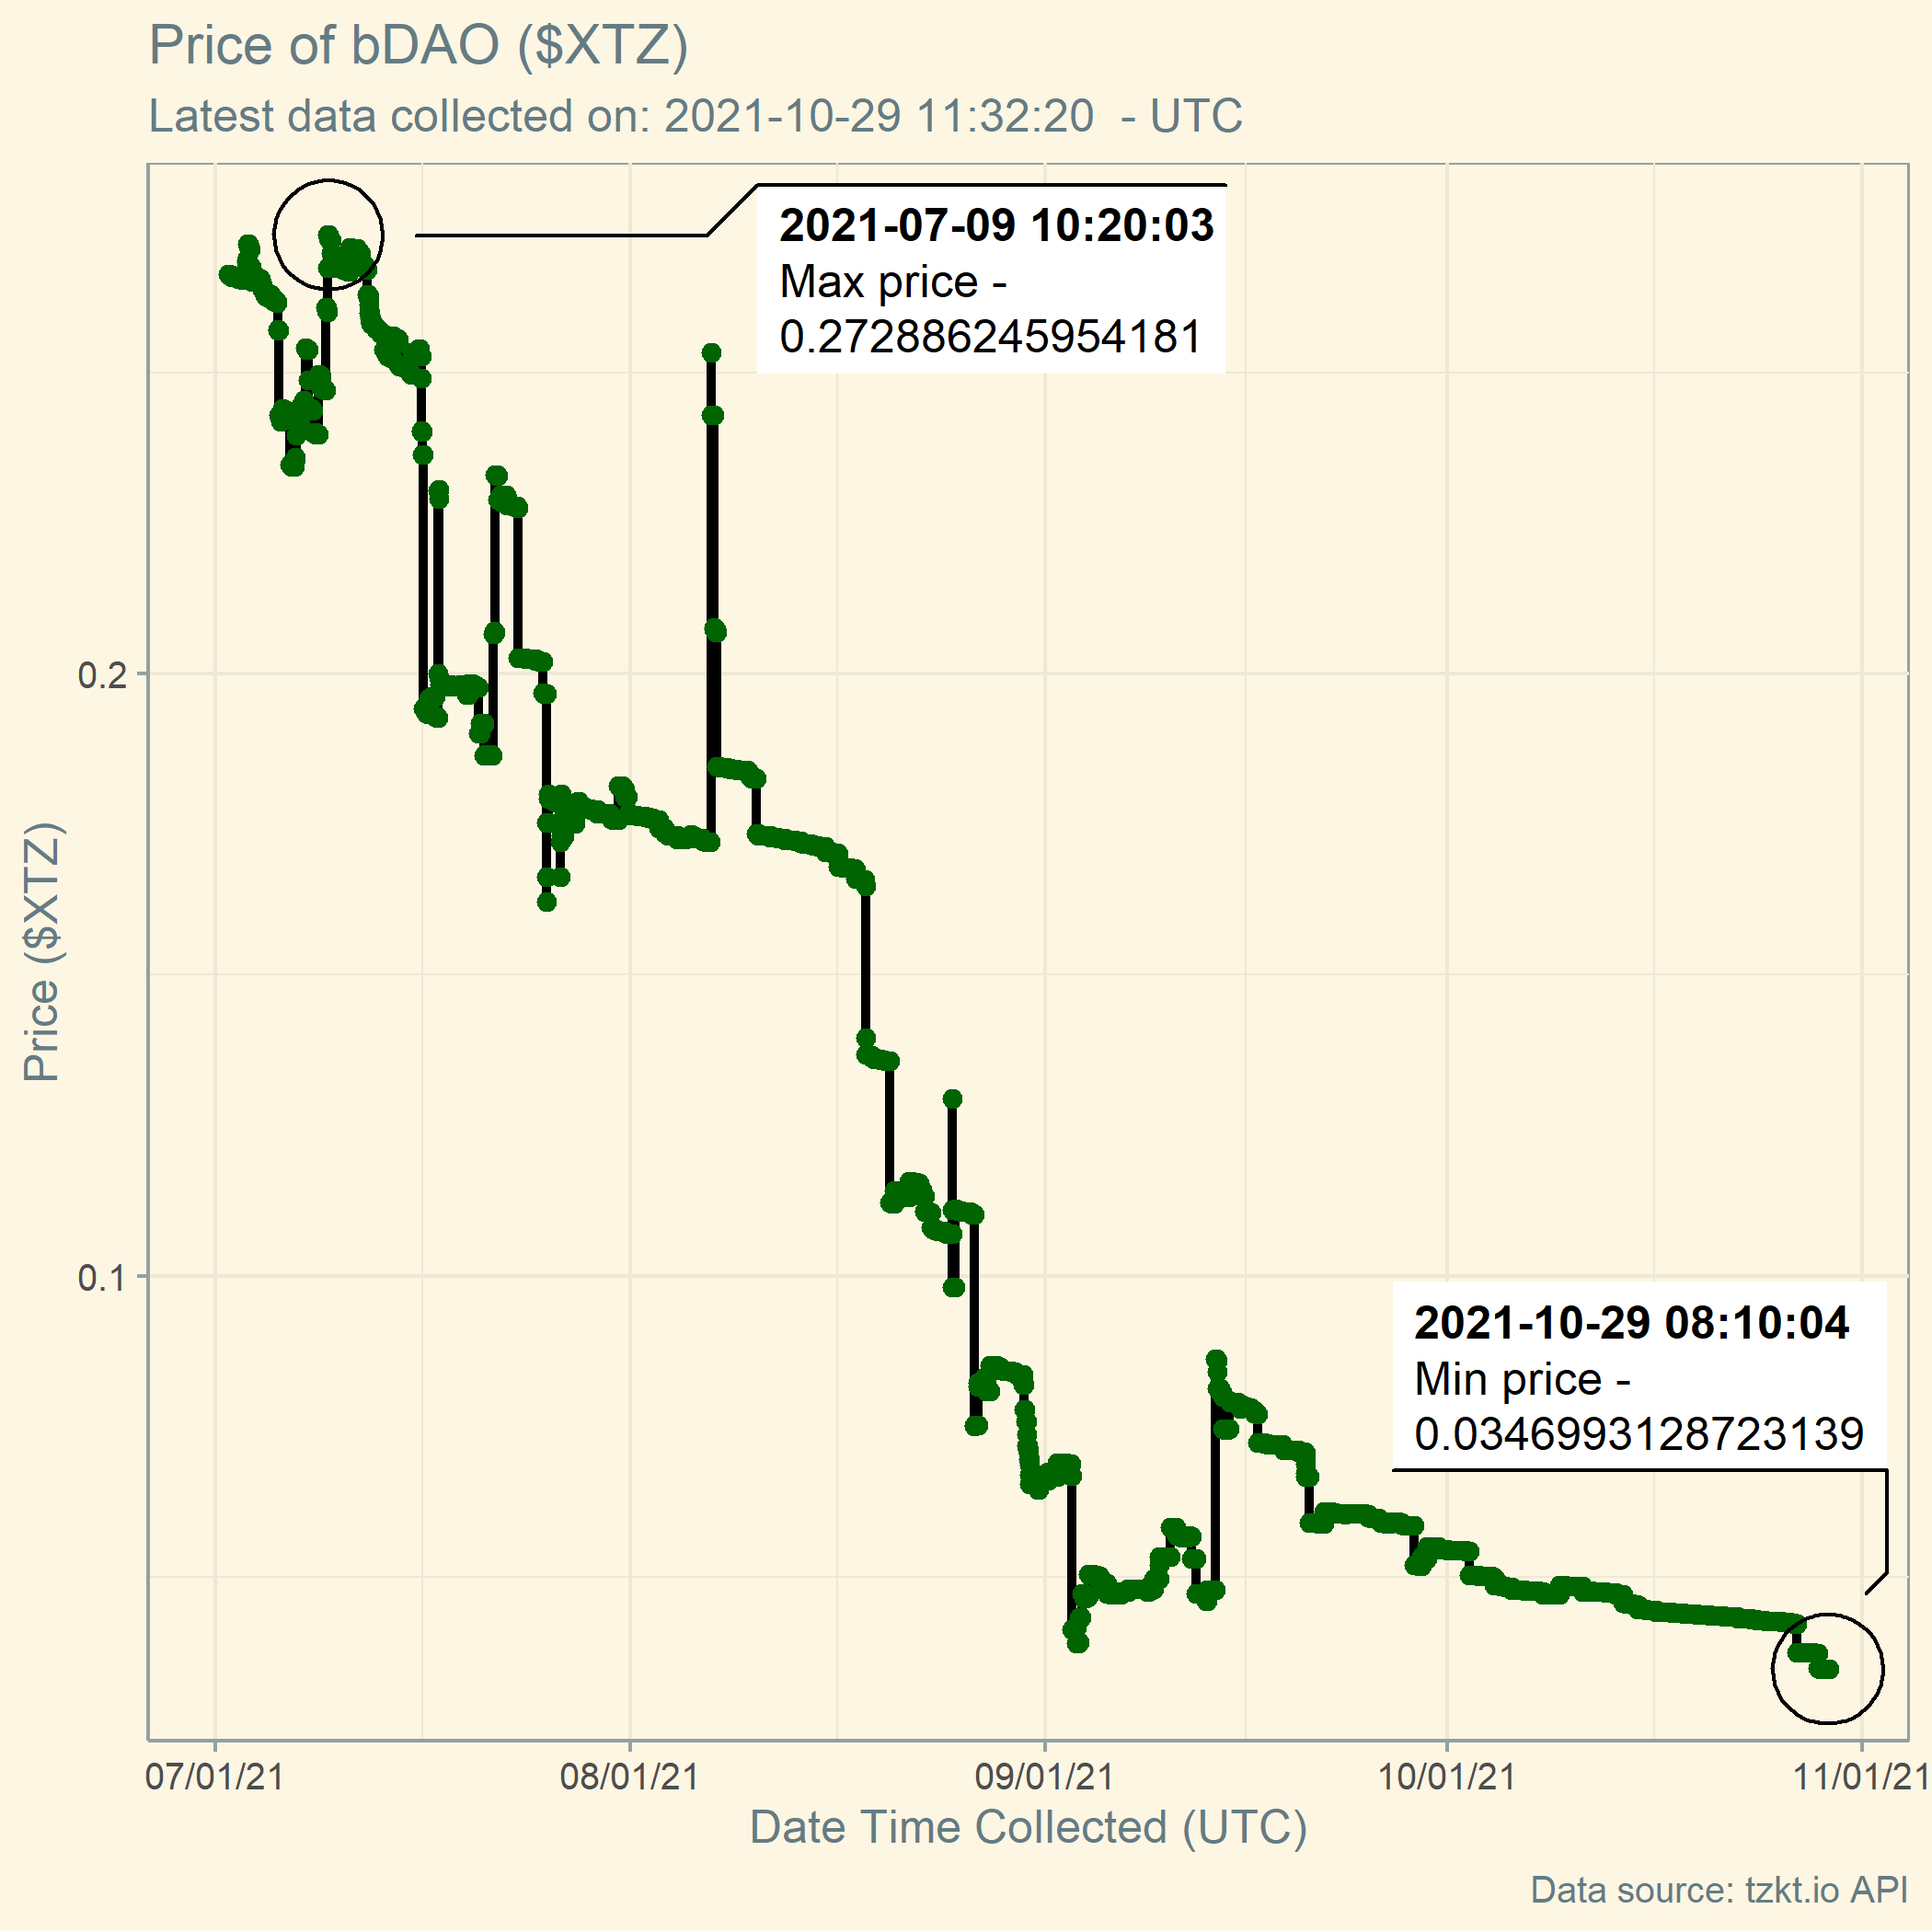 Price of bDAO ($XTZ)
Latest data collected on: 2021-10-29 11:32:20  - UTC
2021-07-09 10:20:03
Max price -
0.272886245954181
0.2
0.1
Price ($XTZ)
2021-10-29 08:10:04
Min price -
0.0346993128723139
07/01/21
08/01/21
09/01/21
10/01/21
11/01/21
Date Time Collected (UTC)
Data source: tzkt.io API